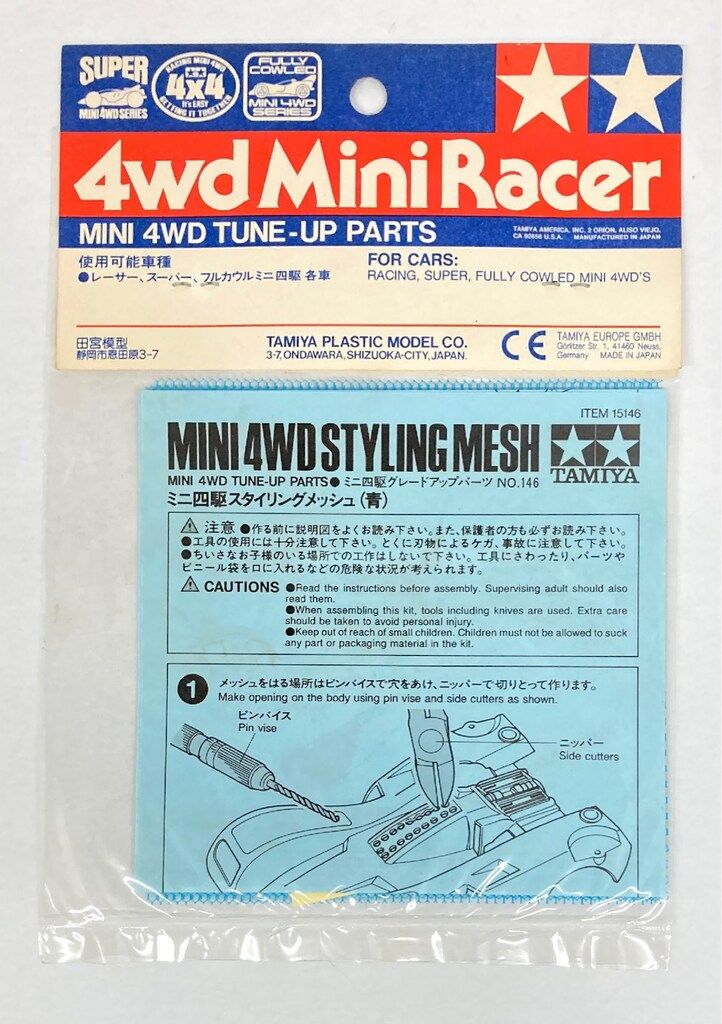 SUPER
MINI 4WD SERIES
RACING MINI 4WD
4x4
It's EASY
GETTING IT TOGETHER
FULLY
COWLED
MINI 4WD
SERIES
4wd Mini Racer
MINI 4WD TUNE-UP PARTS
TAMIYA AMERICA, INC. 2 ORION, ALISO VIEJO,
CA 92656 U.S.A. MANUFACTURED IN JAPAN
使用可能車種
●レーサー、スーパー、フルカウルミニ四駆 各車
FOR CARS:
RACING, SUPER, FULLY COWLED MINI 4WD'S
田宮模型
静岡市恩田原3-7
TAMIYA PLASTIC MODEL CO.
3-7, ONDAWARA, SHIZUOKA-CITY, JAPAN.
CE
TAMIYA EUROPE GMBH
Görlitzer Str. 1, 41460 Neuss,
Germany MADE IN JAPAN
ITEM 15146
MINI 4WD STYLING MESH
TAMIYA
MINI 4WD TUNE-UP PARTS● ミニ四駆グレードアップパーツ NO.146
ミニ四駆スタイリングメッシュ (青)
⚠ 注意 ●作る前に説明図をよくお読み下さい。また、保護者の方も必ずお読み下さい。
●工具の使用には十分注意して下さい。とくに刃物によるケガ、事故に注意して下さい。
●ちいさなお子様のいる場所での工作はしないで下さい。工具にさわったり、パーツや
ビニール袋を口に入れるなどの危険な状況が考えられます。
⚠ CAUTIONS ●Read the instructions before assembly. Supervising adult should also
read them.
●When assembling this kit, tools including knives are used. Extra care
should be taken to avoid personal injury.
●Keep out of reach of small children. Children must not be allowed to suck
any part or packaging material in the kit.
1 メッシュをはる場所はピンバイスで穴をあけ、ニッパーで切りとって作ります。
Make opening on the body using pin vise and side cutters as shown.
ピンバイス
Pin vise
ニッパー
Side cutters